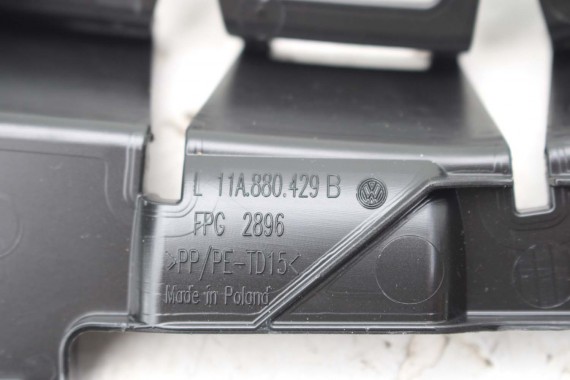 L 11A.880.429 B
FPG 2896
>PP/PE-TD15<
Made in Poland